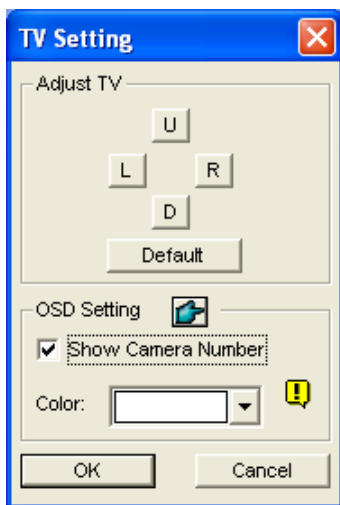 TV Setting
Adjust TV
U
L R
D
Default
OSD Setting
Show Camera Number
Color:
OK Cancel